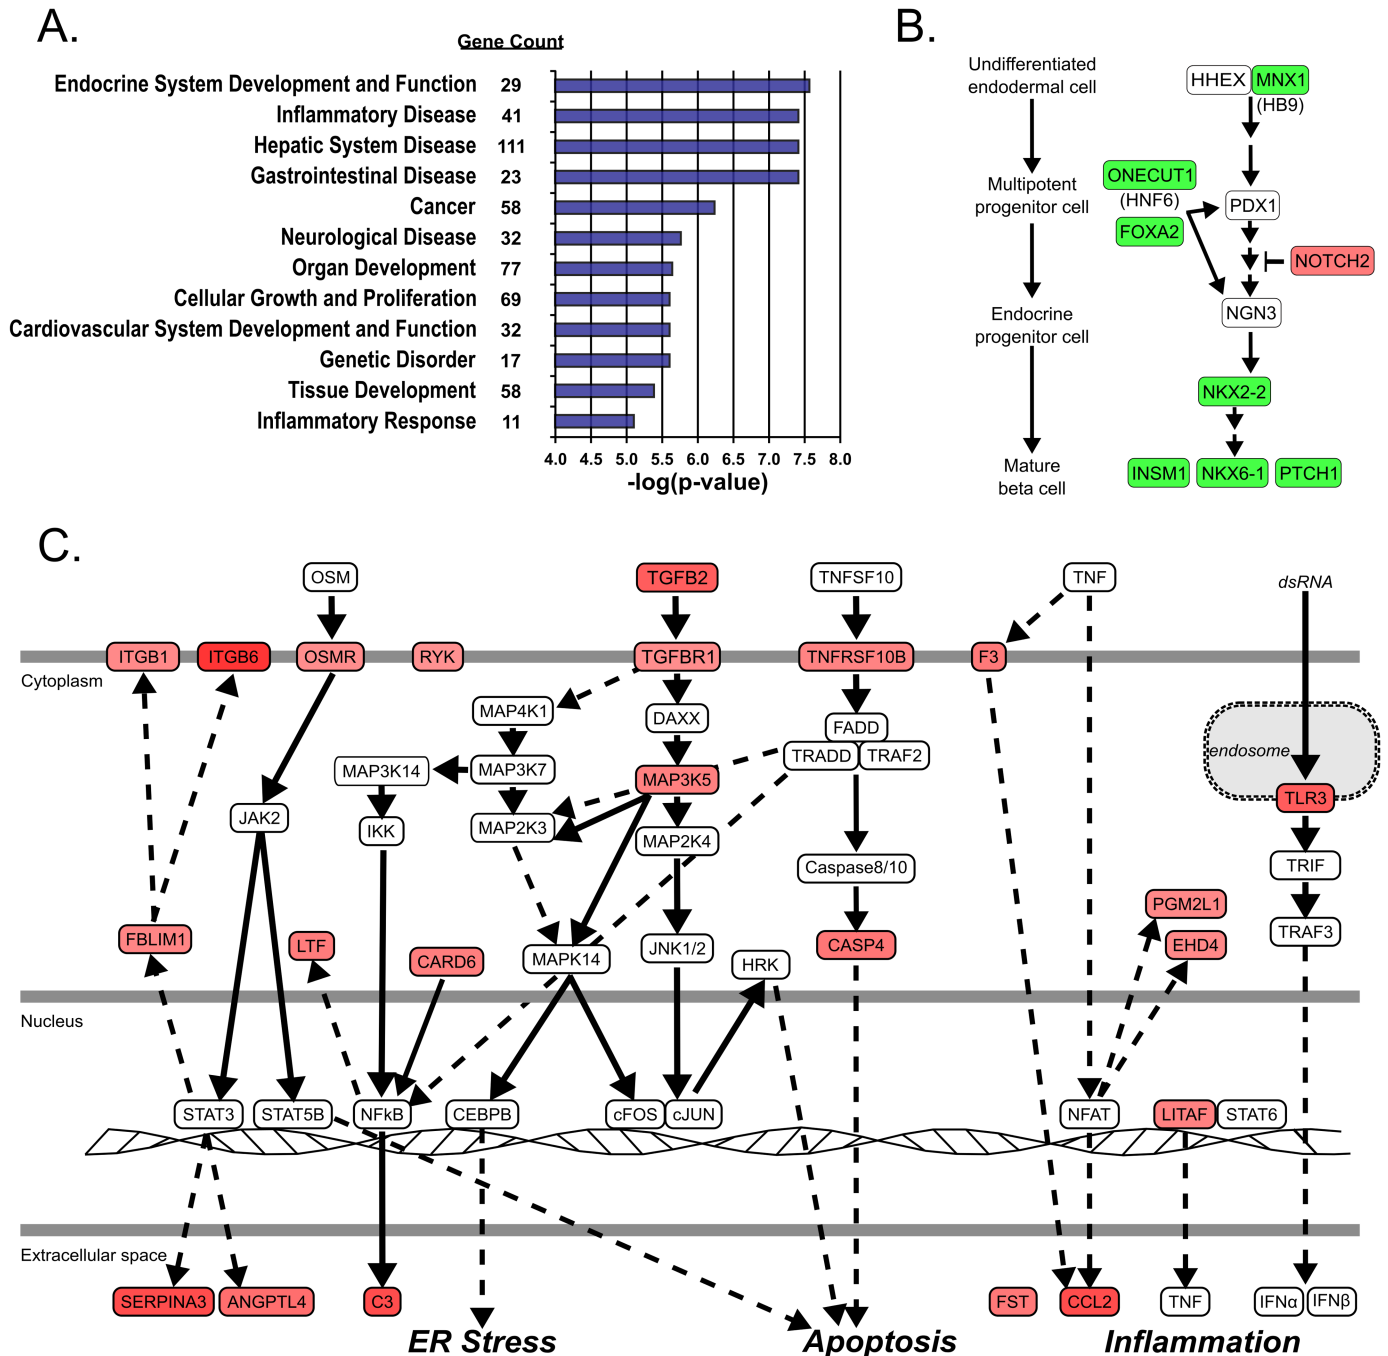 A.
Gene Count
Endocrine System Development and Function 29
Inflammatory Disease 41
Hepatic System Disease 111
Gastrointestinal Disease 23
Cancer 58
Neurological Disease 32
Organ Development 77
Cellular Growth and Proliferation 69
Cardiovascular System Development and Function 32
Genetic Disorder 17
Tissue Development 58
Inflammatory Response 11
4.0 4.5 5.0 5.5 6.0 6.5 7.0 7.5 8.0
-log(p-value)
B.
Undifferentiated
endodermal cell
Multipotent
progenitor cell
Endocrine
progenitor cell
Mature
beta cell
HHEX MNX1
(HB9)
ONECUT1
(HNF6)
FOXA2
PDX1
NOTCH2
NGN3
NKX2-2
INSM1 NKX6-1 PTCH1
C.
OSM TGFB2 TNFSF10 TNF dsRNA
ITGB1 ITGB6 OSMR RYK TGFBR1 TNFRSF10B F3
Cytoplasm
MAP4K1 DAXX FADD
TRADD TRAF2
endosome
MAP3K14 MAP3K7 MAP3K5
TLR3
JAK2 IKK MAP2K3 MAP2K4
Caspase8/10 TRIF
PGM2L1
FBLIM1 LTF CARD6 MAPK14 JNK1/2 HRK CASP4 EHD4 TRAF3
Nucleus
STAT3 STAT5B NFkB CEBPB cFOS cJUN NFAT LITAF STAT6
Extracellular space
SERPINA3 ANGPTL4 C3 FST CCL2 TNF IFNα IFNβ
ER Stress Apoptosis Inflammation